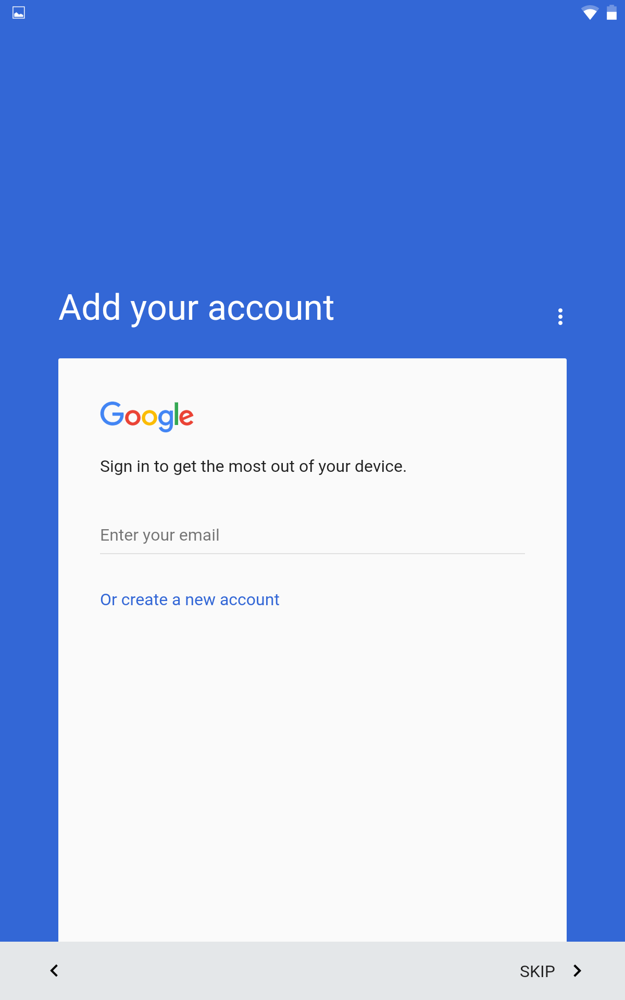 Add your account
Google
Sign in to get the most out of your device.
Enter your email
Or create a new account
SKIP